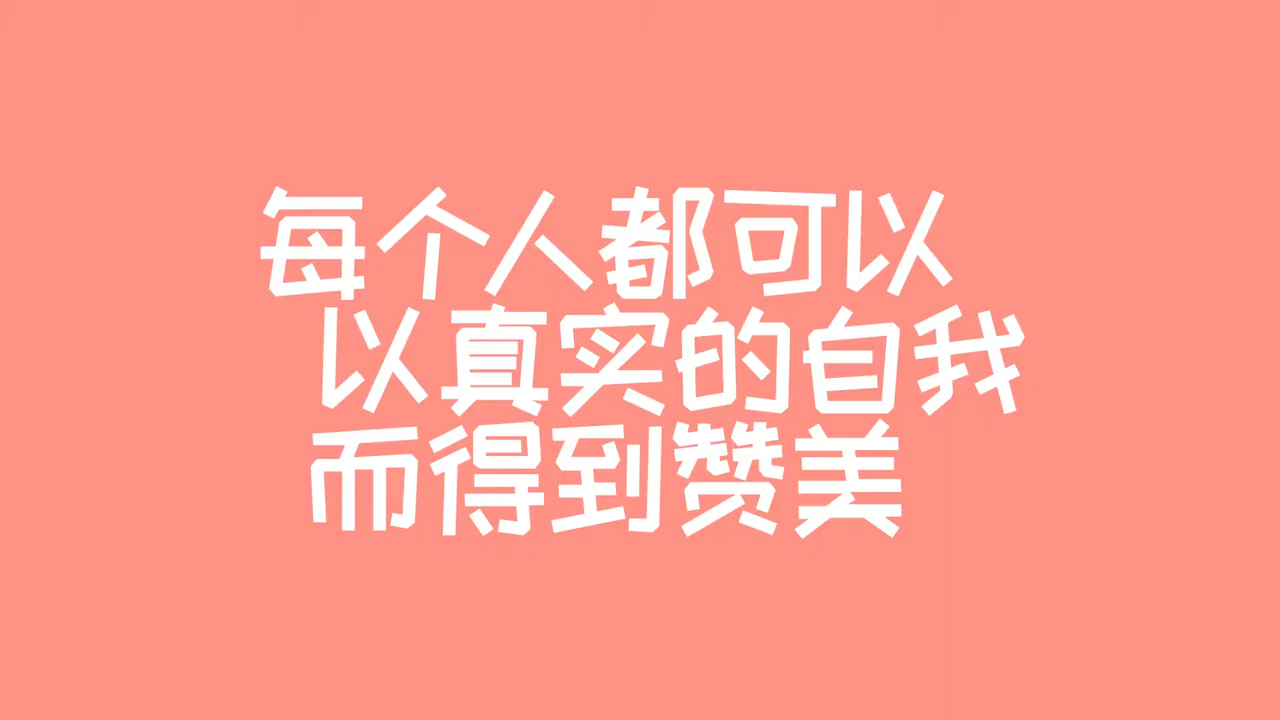 每个人都可以
以真实的自我
而得到赞美